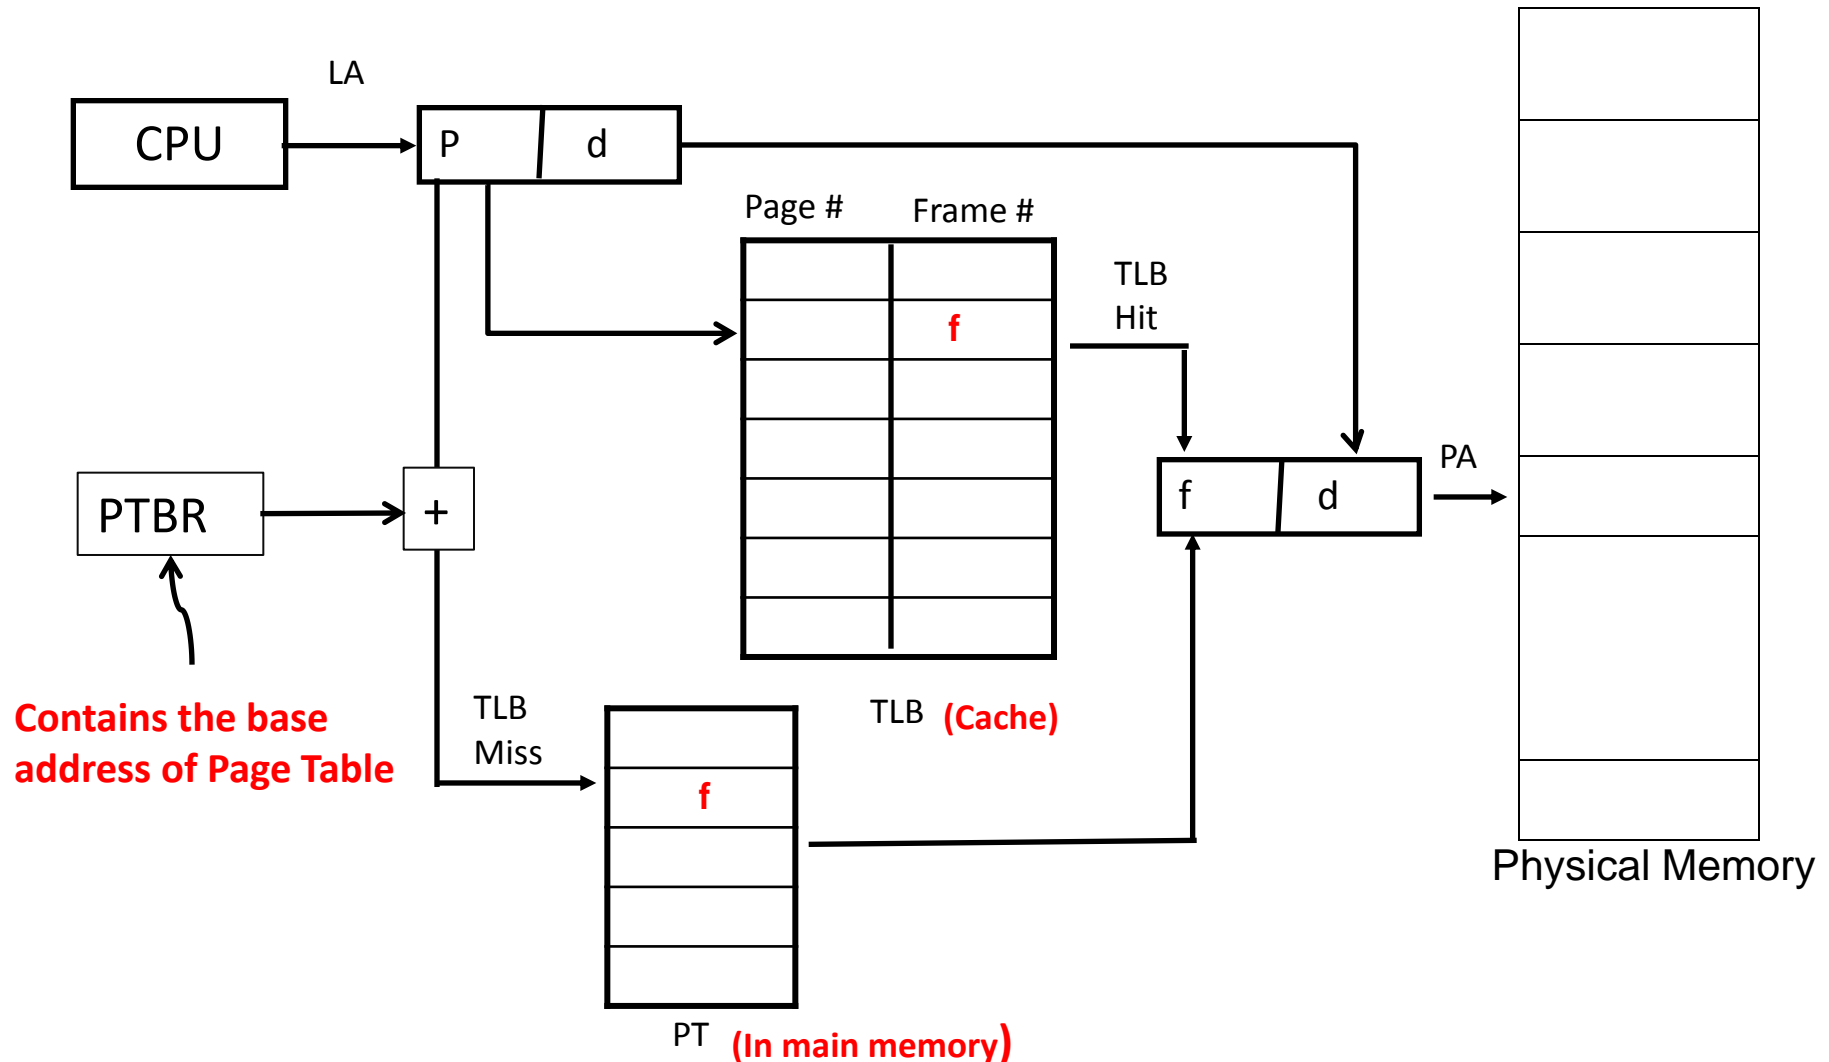 LA
CPU
P
d
Page #
Frame #
TLB
Hit
f
PTBR
+
f
d
PA
Contains the base
address of Page Table
TLB
Miss
TLB (Cache)
f
Physical Memory
PT (In main memory)